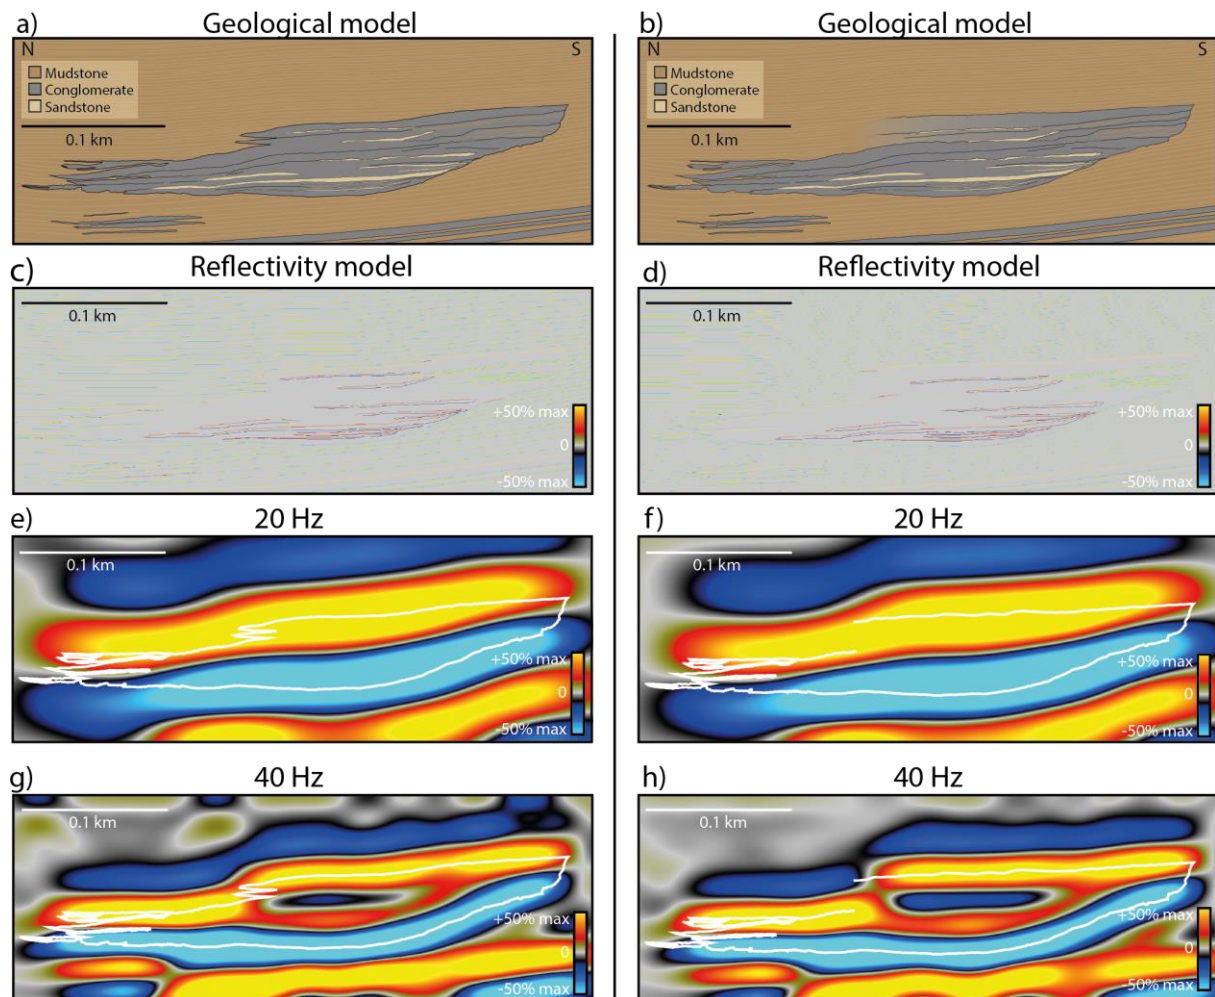 a) Geological model
N S
Mudstone
Conglomerate
Sandstone
0.1 km
b) Geological model
N S
Mudstone
Conglomerate
Sandstone
0.1 km
c) Reflectivity model
0.1 km
+50% max
0
-50% max
d) Reflectivity model
0.1 km
+50% max
0
-50% max
e) 20 Hz
0.1 km
+50% max
0
-50% max
f) 20 Hz
0.1 km
+50% max
0
-50% max
g) 40 Hz
0.1 km
+50% max
0
-50% max
h) 40 Hz
0.1 km
+50% max
0
-50% max